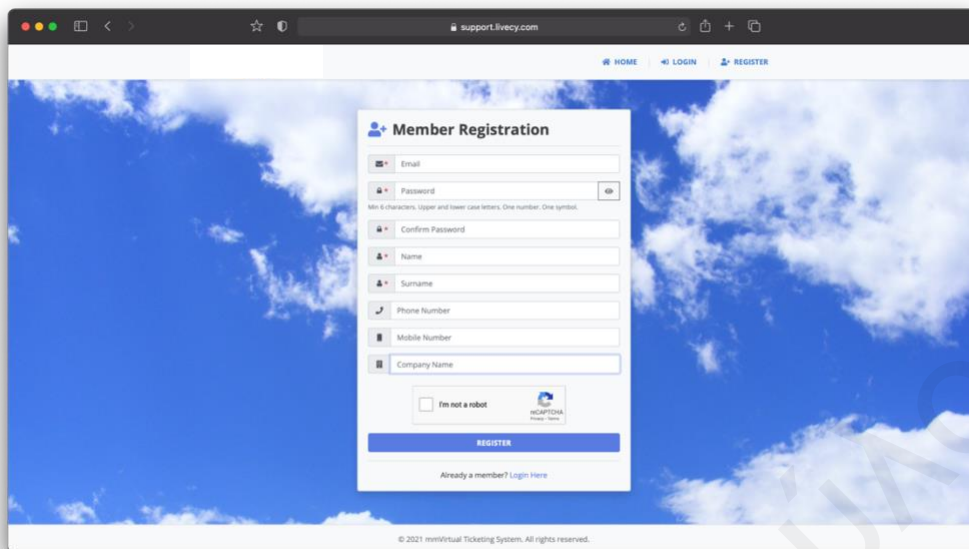 support.livecy.com
HOME LOGIN REGISTER
Member Registration
* Email
* Password
Min 6 characters. Upper and lower case letters. One number. One symbol.
* Confirm Password
* Name
* Surname
Phone Number
Mobile Number
Company Name
I'm not a robot
reCAPTCHA
Privacy - Terms
REGISTER
Already a member? Login Here
© 2021 mmVirtual Ticketing System. All rights reserved.